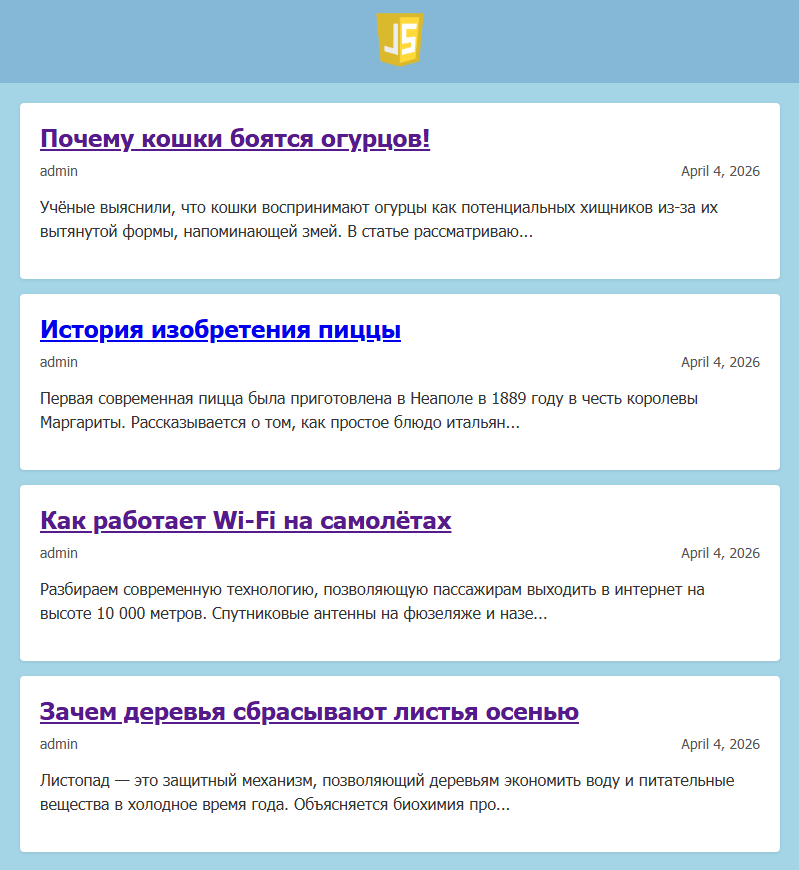 JS
Почему кошки боятся огурцов!
admin April 4, 2026
Учёные выяснили, что кошки воспринимают огурцы как потенциальных хищников из-за их
вытянутой формы, напоминающей змей. В статье рассматриваю...
История изобретения пиццы
admin April 4, 2026
Первая современная пицца была приготовлена в Неаполе в 1889 году в честь королевы
Маргариты. Рассказывается о том, как простое блюдо итальян...
Как работает Wi-Fi на самолётах
admin April 4, 2026
Разбираем современную технологию, позволяющую пассажирам выходить в интернет на
высоте 10 000 метров. Спутниковые антенны на фюзеляже и назе...
Зачем деревья сбрасывают листья осенью
admin April 4, 2026
Листопад — это защитный механизм, позволяющий деревьям экономить воду и питательные
вещества в холодное время года. Объясняется биохимия про...